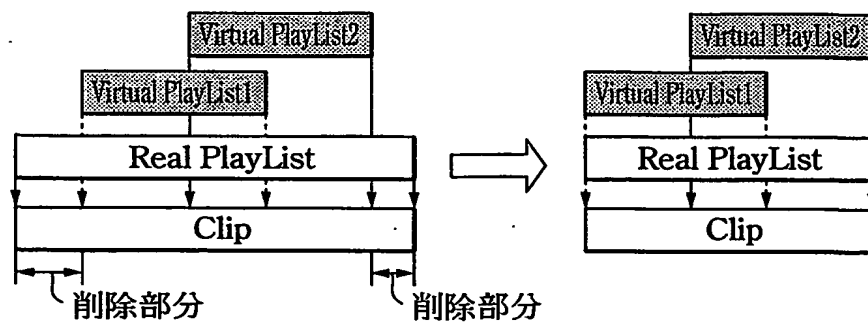 Virtual PlayList2
Virtual PlayList1
Real PlayList
Clip
削除部分
削除部分
Virtual PlayList2
Virtual PlayList1
Real PlayList
Clip